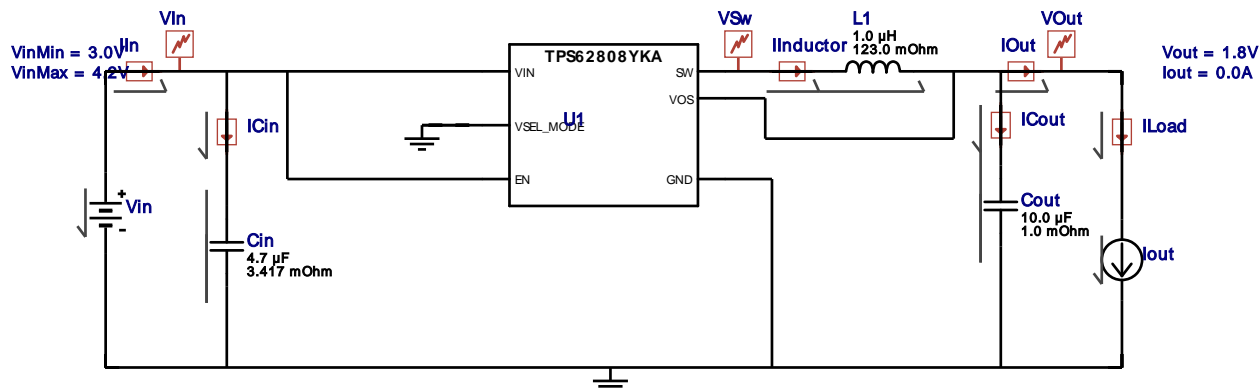 VIn
VSw
L1
VOut
VinMin = 3.0V
IIn
VinMax = 4.2V
TPS62808YKA
IInductor
1.0 µH
123.0 mOhm
IOut
Vout = 1.8V
Iout = 0.0A
VIN
SW
VOS
ICin
VSEL_MODE
U1
ICout
ILoad
EN
GND
+
Vin
-
Cin
4.7 µF
3.417 mOhm
Cout
10.0 µF
1.0 mOhm
Iout